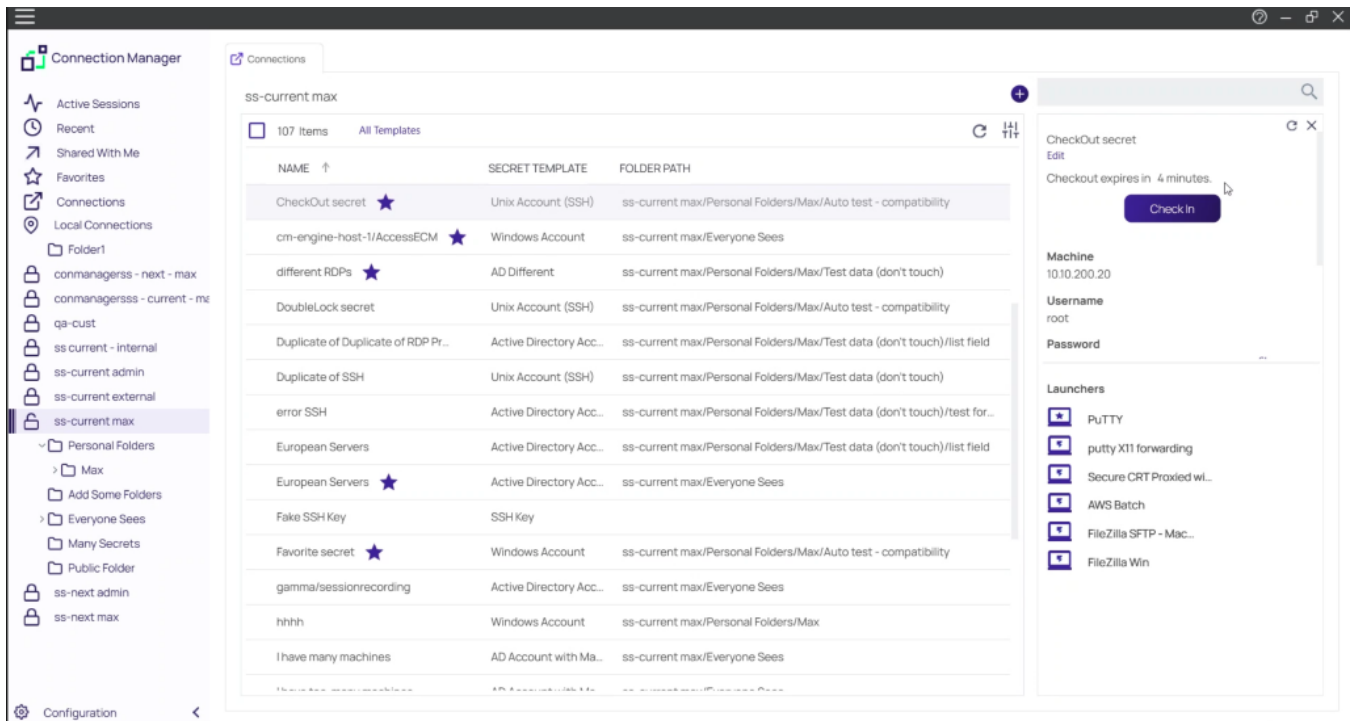 Connection Manager
Active Sessions
Recent
Shared With Me
Favorites
Connections
Local Connections
Folder1
conmanagerss - next - max
conmanagersss - current - ma
qa-cust
ss current - internal
ss-current admin
ss-current external
ss-current max
Personal Folders
Max
Add Some Folders
Everyone Sees
Many Secrets
Public Folder
ss-next admin
ss-next max
Configuration
Connections
ss-current max
107 Items All Templates
NAME SECRET TEMPLATE FOLDER PATH
CheckOut secret Unix Account (SSH) ss-current max/Personal Folders/Max/Auto test - compatibility
cm-engine-host-1/AccessECM Windows Account ss-current max/Everyone Sees
different RDPs AD Different ss-current max/Personal Folders/Max/Test data (don't touch)
DoubleLock secret Unix Account (SSH) ss-current max/Personal Folders/Max/Auto test - compatibility
Duplicate of Duplicate of RDP Pr... Active Directory Acc... ss-current max/Personal Folders/Max/Test data (don't touch)/list field
Duplicate of SSH Unix Account (SSH) ss-current max/Personal Folders/Max/Test data (don't touch)
error SSH Active Directory Acc... ss-current max/Personal Folders/Max/Test data (don't touch)/test for...
European Servers Active Directory Acc... ss-current max/Personal Folders/Max/Test data (don't touch)/list field
European Servers Active Directory Acc... ss-current max/Everyone Sees
Fake SSH Key SSH Key
Favorite secret Windows Account ss-current max/Personal Folders/Max/Auto test - compatibility
gamma/sessionrecording Active Directory Acc... ss-current max/Everyone Sees
hhhh Windows Account ss-current max/Personal Folders/Max
I have many machines AD Account with Ma... ss-current max/Everyone Sees
CheckOut secret
Edit
Checkout expires in 4 minutes.
Check In
Machine
10.10.200.20
Username
root
Password
Launchers
PuTTY
putty X11 forwarding
Secure CRT Proxied wi...
AWS Batch
FileZilla SFTP - Mac...
FileZilla Win